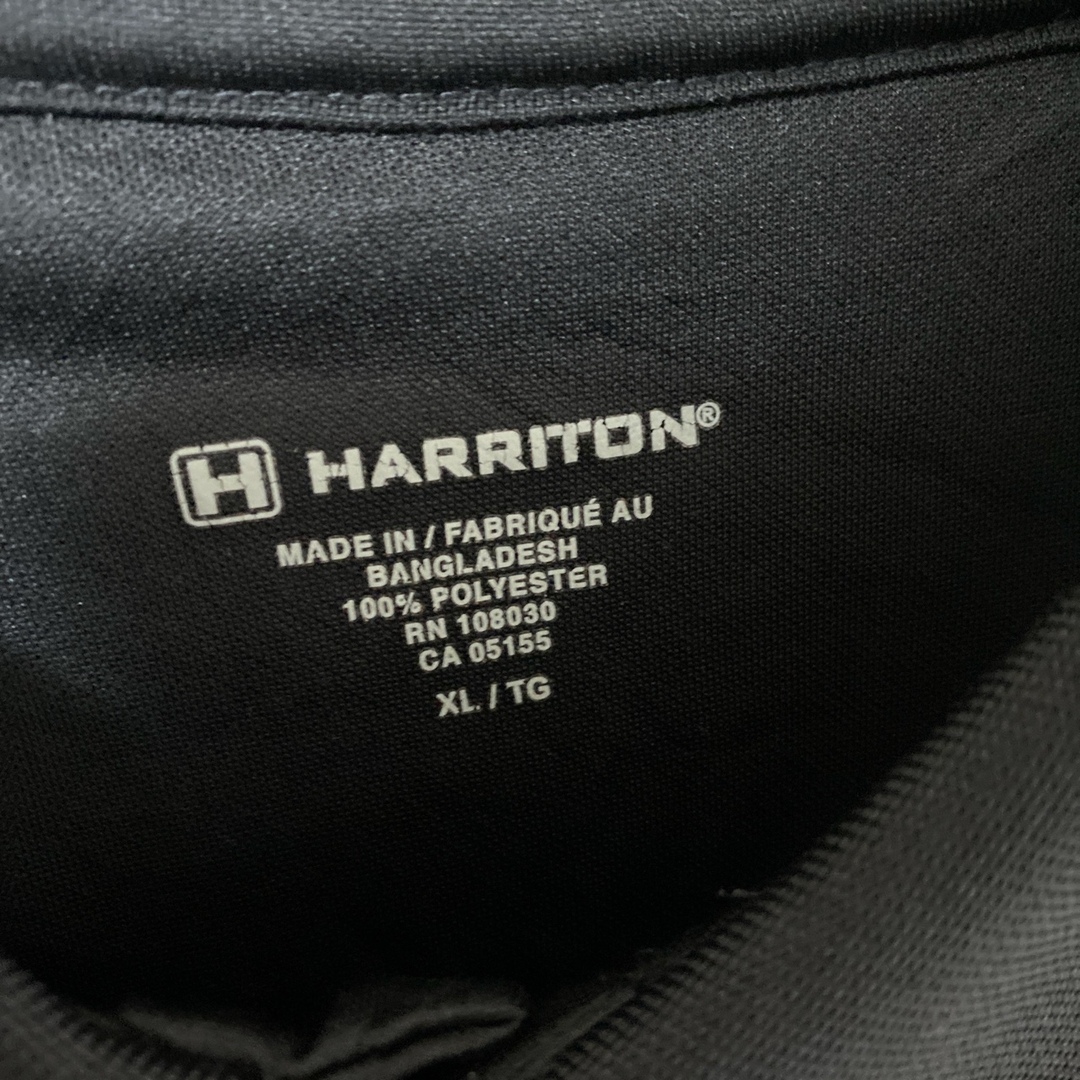 H HARRITON®
MADE IN / FABRIQUÉ AU
BANGLADESH
100% POLYESTER
RN 108030
CA 05155
XL / TG